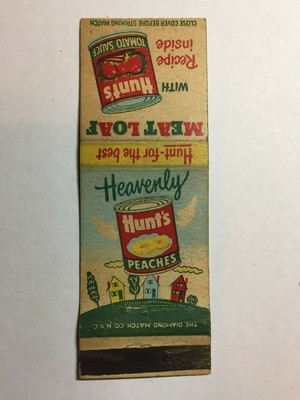 CLOSE COVER BEFORE STRIKING MATCH
Recipe
inside
WITH
Hunt's
TOMATO SAUCE
MEAT LOAF
Hunt-for the best
Heavenly
Hunt's
PEACHES
THE DIAMOND MATCH CO. N.Y.C.